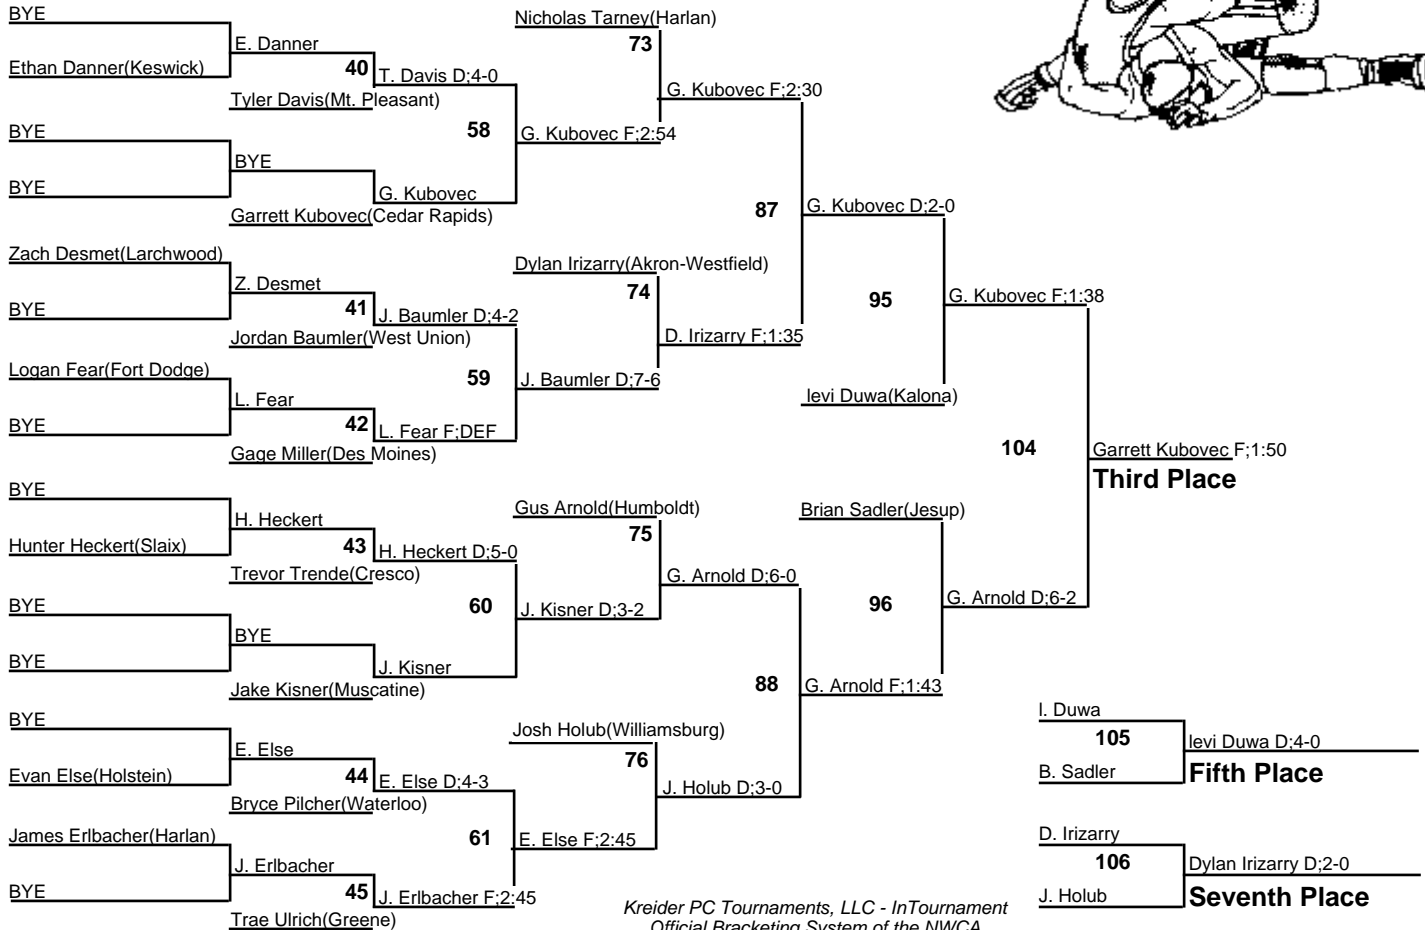 BYE
E. Danner
Ethan Danner(Keswick)
40
T. Davis D;4-0
Tyler Davis(Mt. Pleasant)
BYE
58
BYE
BYE
G. Kubovec
Garrett Kubovec(Cedar Rapids)
Nicholas Tarney(Harlan)
73
G. Kubovec F;2:30
G. Kubovec F;2:54
87
G. Kubovec D;2-0
Zach Desmet(Larchwood)
Z. Desmet
BYE
41
J. Baumler D;4-2
Jordan Baumler(West Union)
Logan Fear(Fort Dodge)
59
L. Fear
BYE
42
L. Fear F;DEF
Gage Miller(Des Moines)
Dylan Irizarry(Akron-Westfield)
74
D. Irizarry F;1:35
J. Baumler D;7-6
95
G. Kubovec F;1:38
levi Duwa(Kalona)
104
Garrett Kubovec F;1:50
Third Place
BYE
H. Heckert
Hunter Heckert(Slaix)
43
H. Heckert D;5-0
Trevor Trende(Cresco)
BYE
60
BYE
BYE
J. Kisner
Jake Kisner(Muscatine)
Gus Arnold(Humboldt)
75
G. Arnold D;6-0
J. Kisner D;3-2
Brian Sadler(Jesup)
96
G. Arnold D;6-2
88
G. Arnold F;1:43
BYE
E. Else
Evan Else(Holstein)
44
E. Else D;4-3
Bryce Pilcher(Waterloo)
James Erlbacher(Harlan)
61
J. Erlbacher
BYE
45
J. Erlbacher F;2:45
Trae Ulrich(Greene)
Josh Holub(Williamsburg)
76
J. Holub D;3-0
E. Else F;2:45
l. Duwa
105
levi Duwa D;4-0
B. Sadler
Fifth Place
D. Irizarry
106
Dylan Irizarry D;2-0
J. Holub
Seventh Place
Kreider PC Tournaments, LLC - InTournament
Official Bracketing System of the NWCA